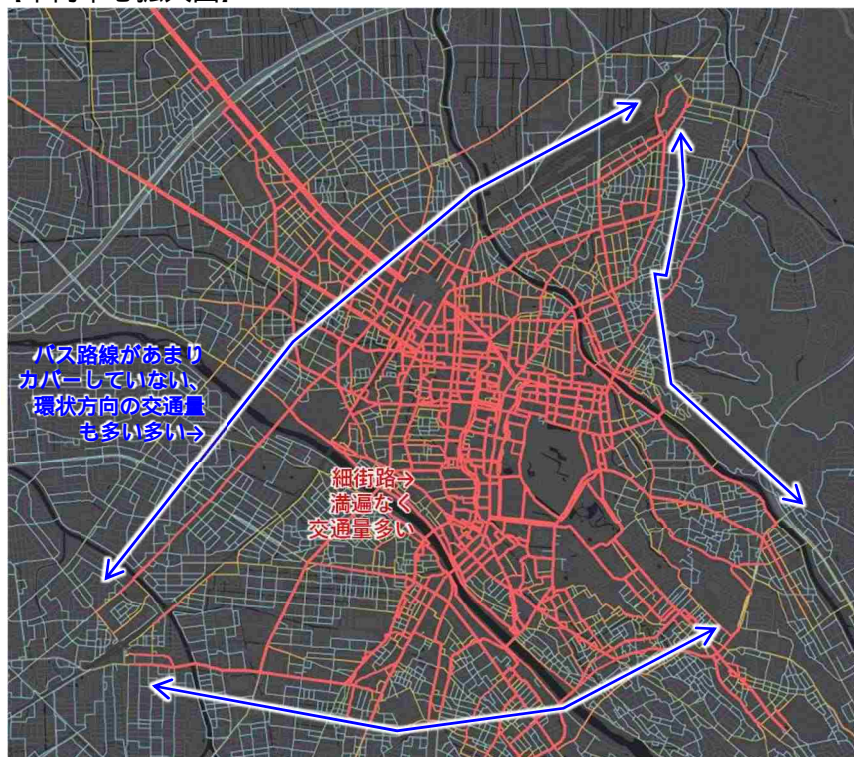 バス路線があまり
カバーしていない、
環状方向の交通量
も多い多い→
細街路→
満遍なく
交通量多い